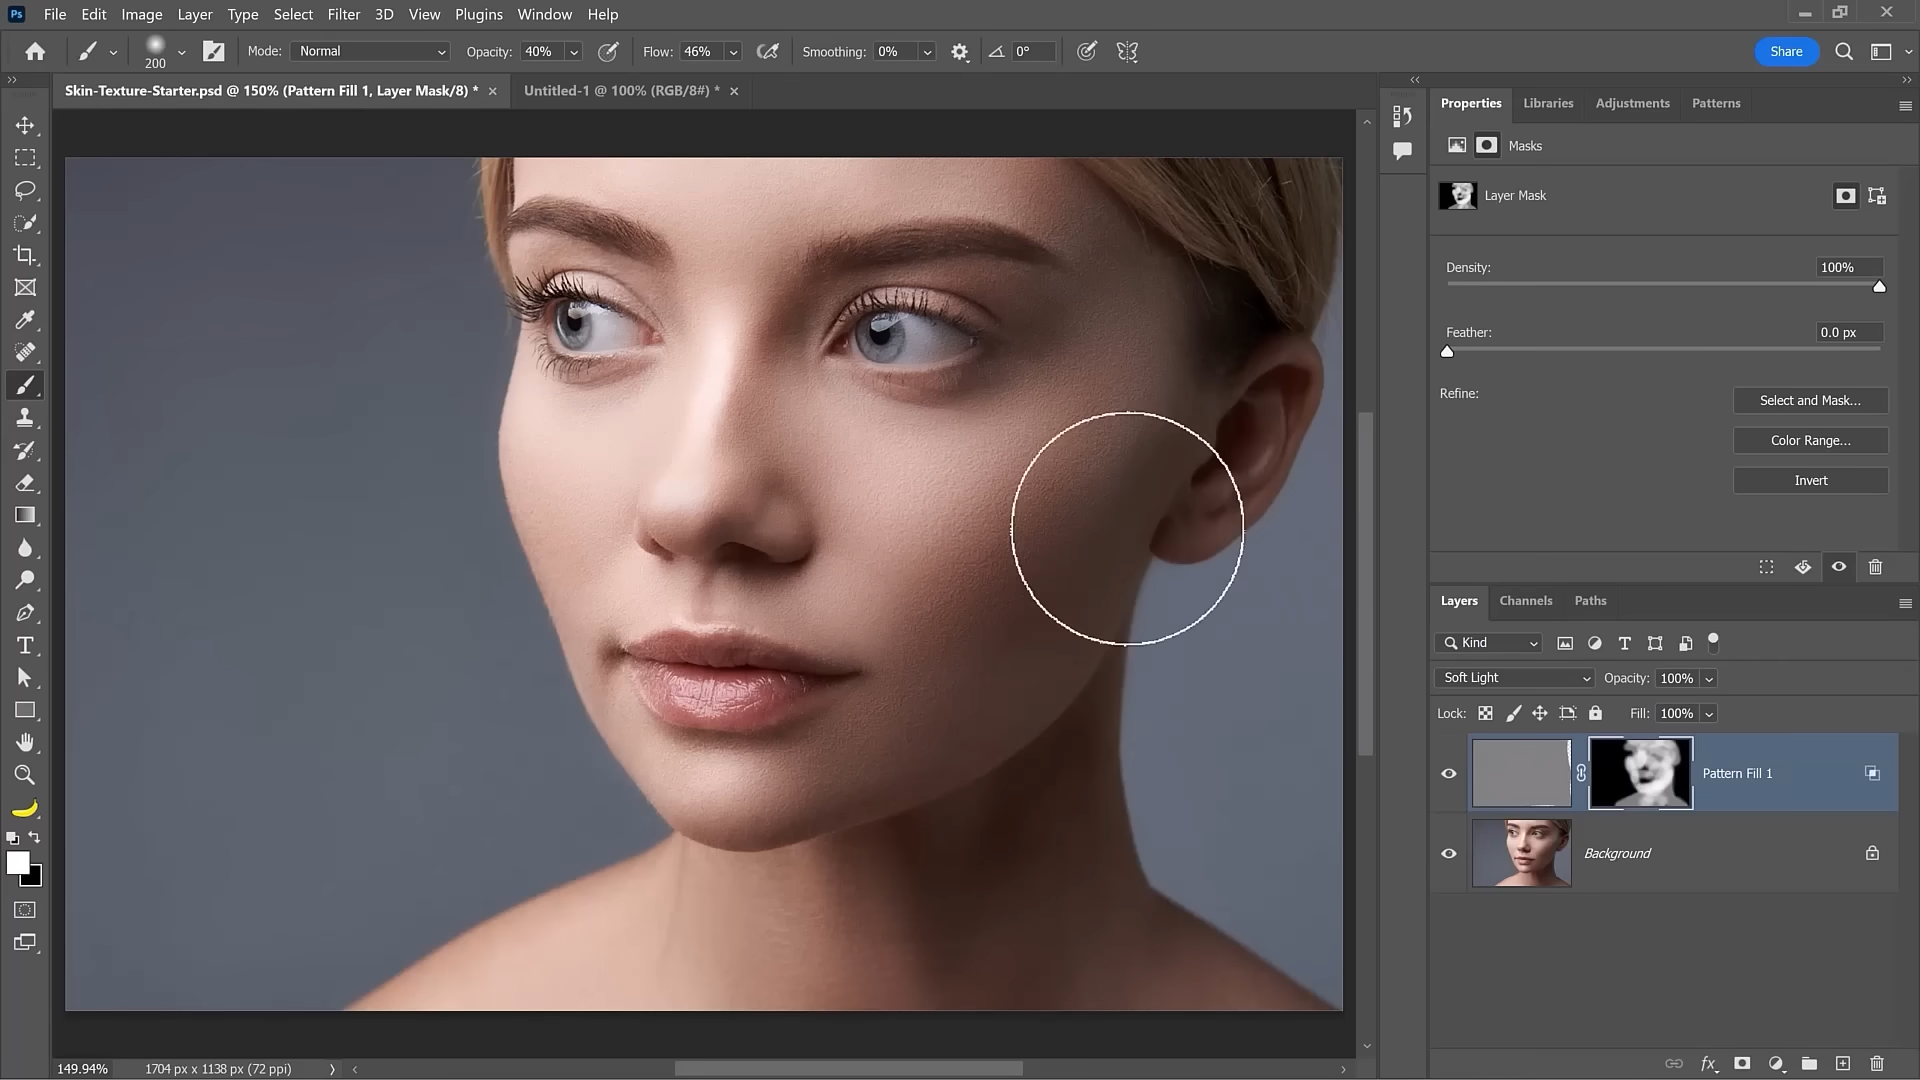 Ps File Edit Image Layer Type Select Filter 3D View Plugins Window Help
200 Mode: Normal Opacity: 40% Flow: 46% Smoothing: 0% 0° Share
Skin-Texture-Starter.psd @ 150% (Pattern Fill 1, Layer Mask/8) * Untitled-1 @ 100% (RGB/8#) *
Properties Libraries Adjustments Patterns
Masks
Layer Mask
Density: 100%
Feather: 0.0 px
Refine:
Select and Mask...
Color Range...
Invert
Layers Channels Paths
Kind
Soft Light Opacity: 100%
Lock: Fill: 100%
Pattern Fill 1
Background
149.94% 1704 px x 1138 px (72 ppi)
fx